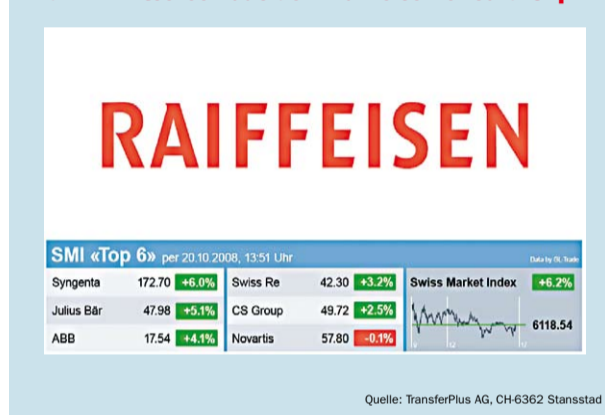 RAIFFEISEN
SMI «Top 6» per 20.10.2008, 13:51 Uhr
Data by GL Trade
Syngenta 172.70 +6.0% Swiss Re 42.30 +3.2% Swiss Market Index +6.2%
Julius Bär 47.98 +5.1% CS Group 49.72 +2.5%
6118.54
ABB 17.54 +4.1% Novartis 57.80 -0.1%
Quelle: TransferPlus AG, CH-6362 Stansstad